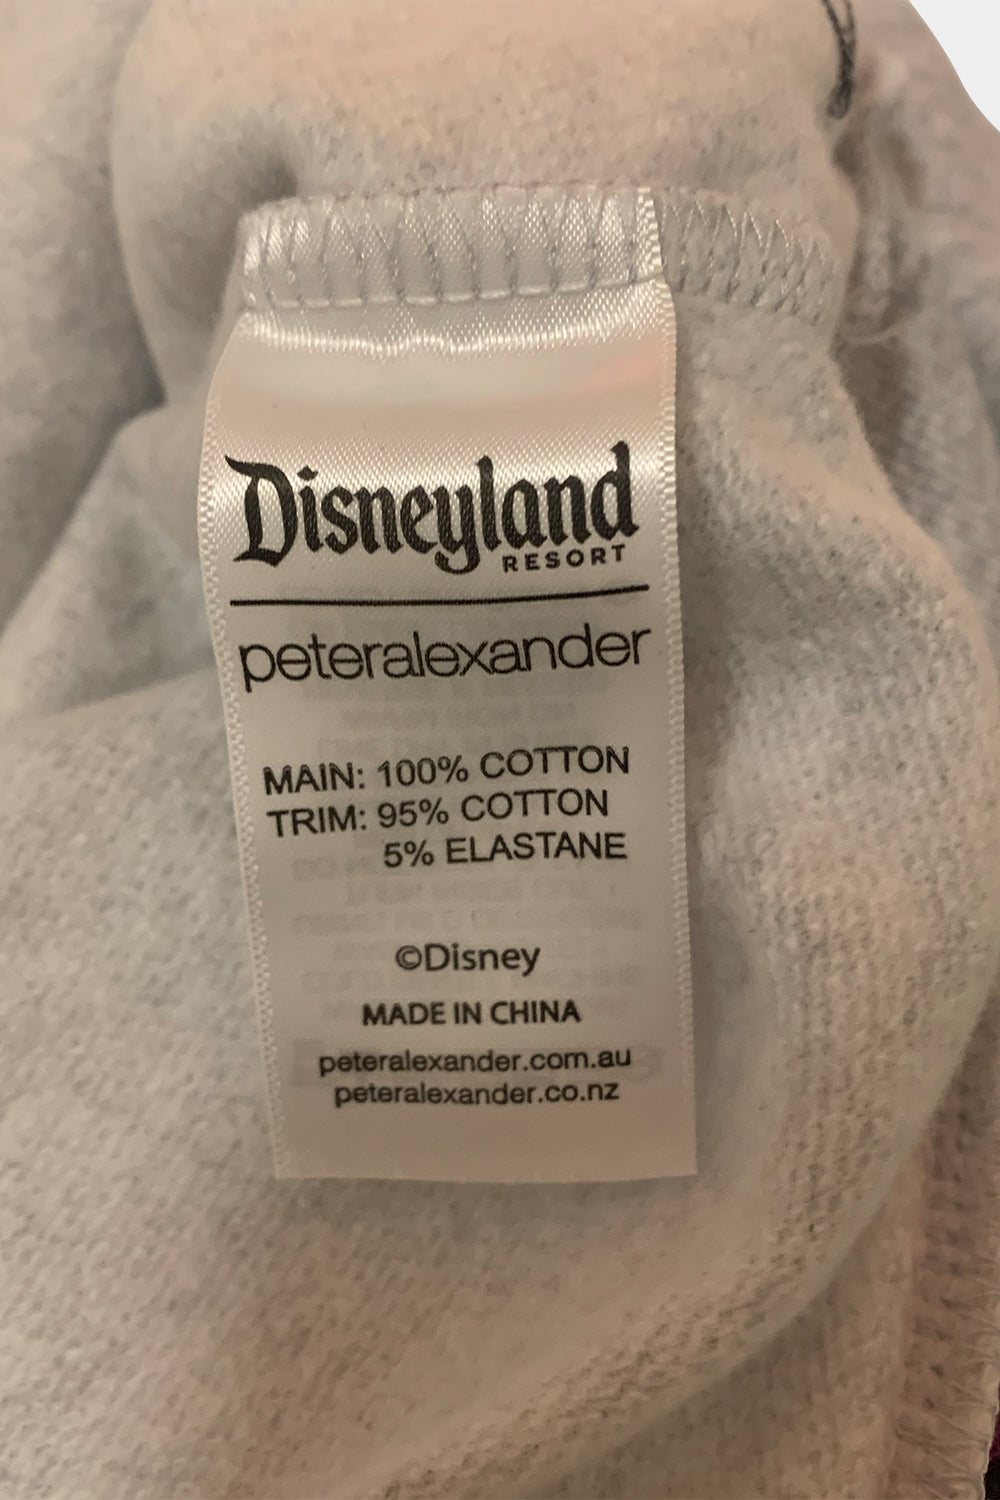 Disneyland
RESORT
peteralexander
MAIN: 100% COTTON
TRIM: 95% COTTON
5% ELASTANE
©Disney
MADE IN CHINA
peteralexander.com.au
peteralexander.co.nz